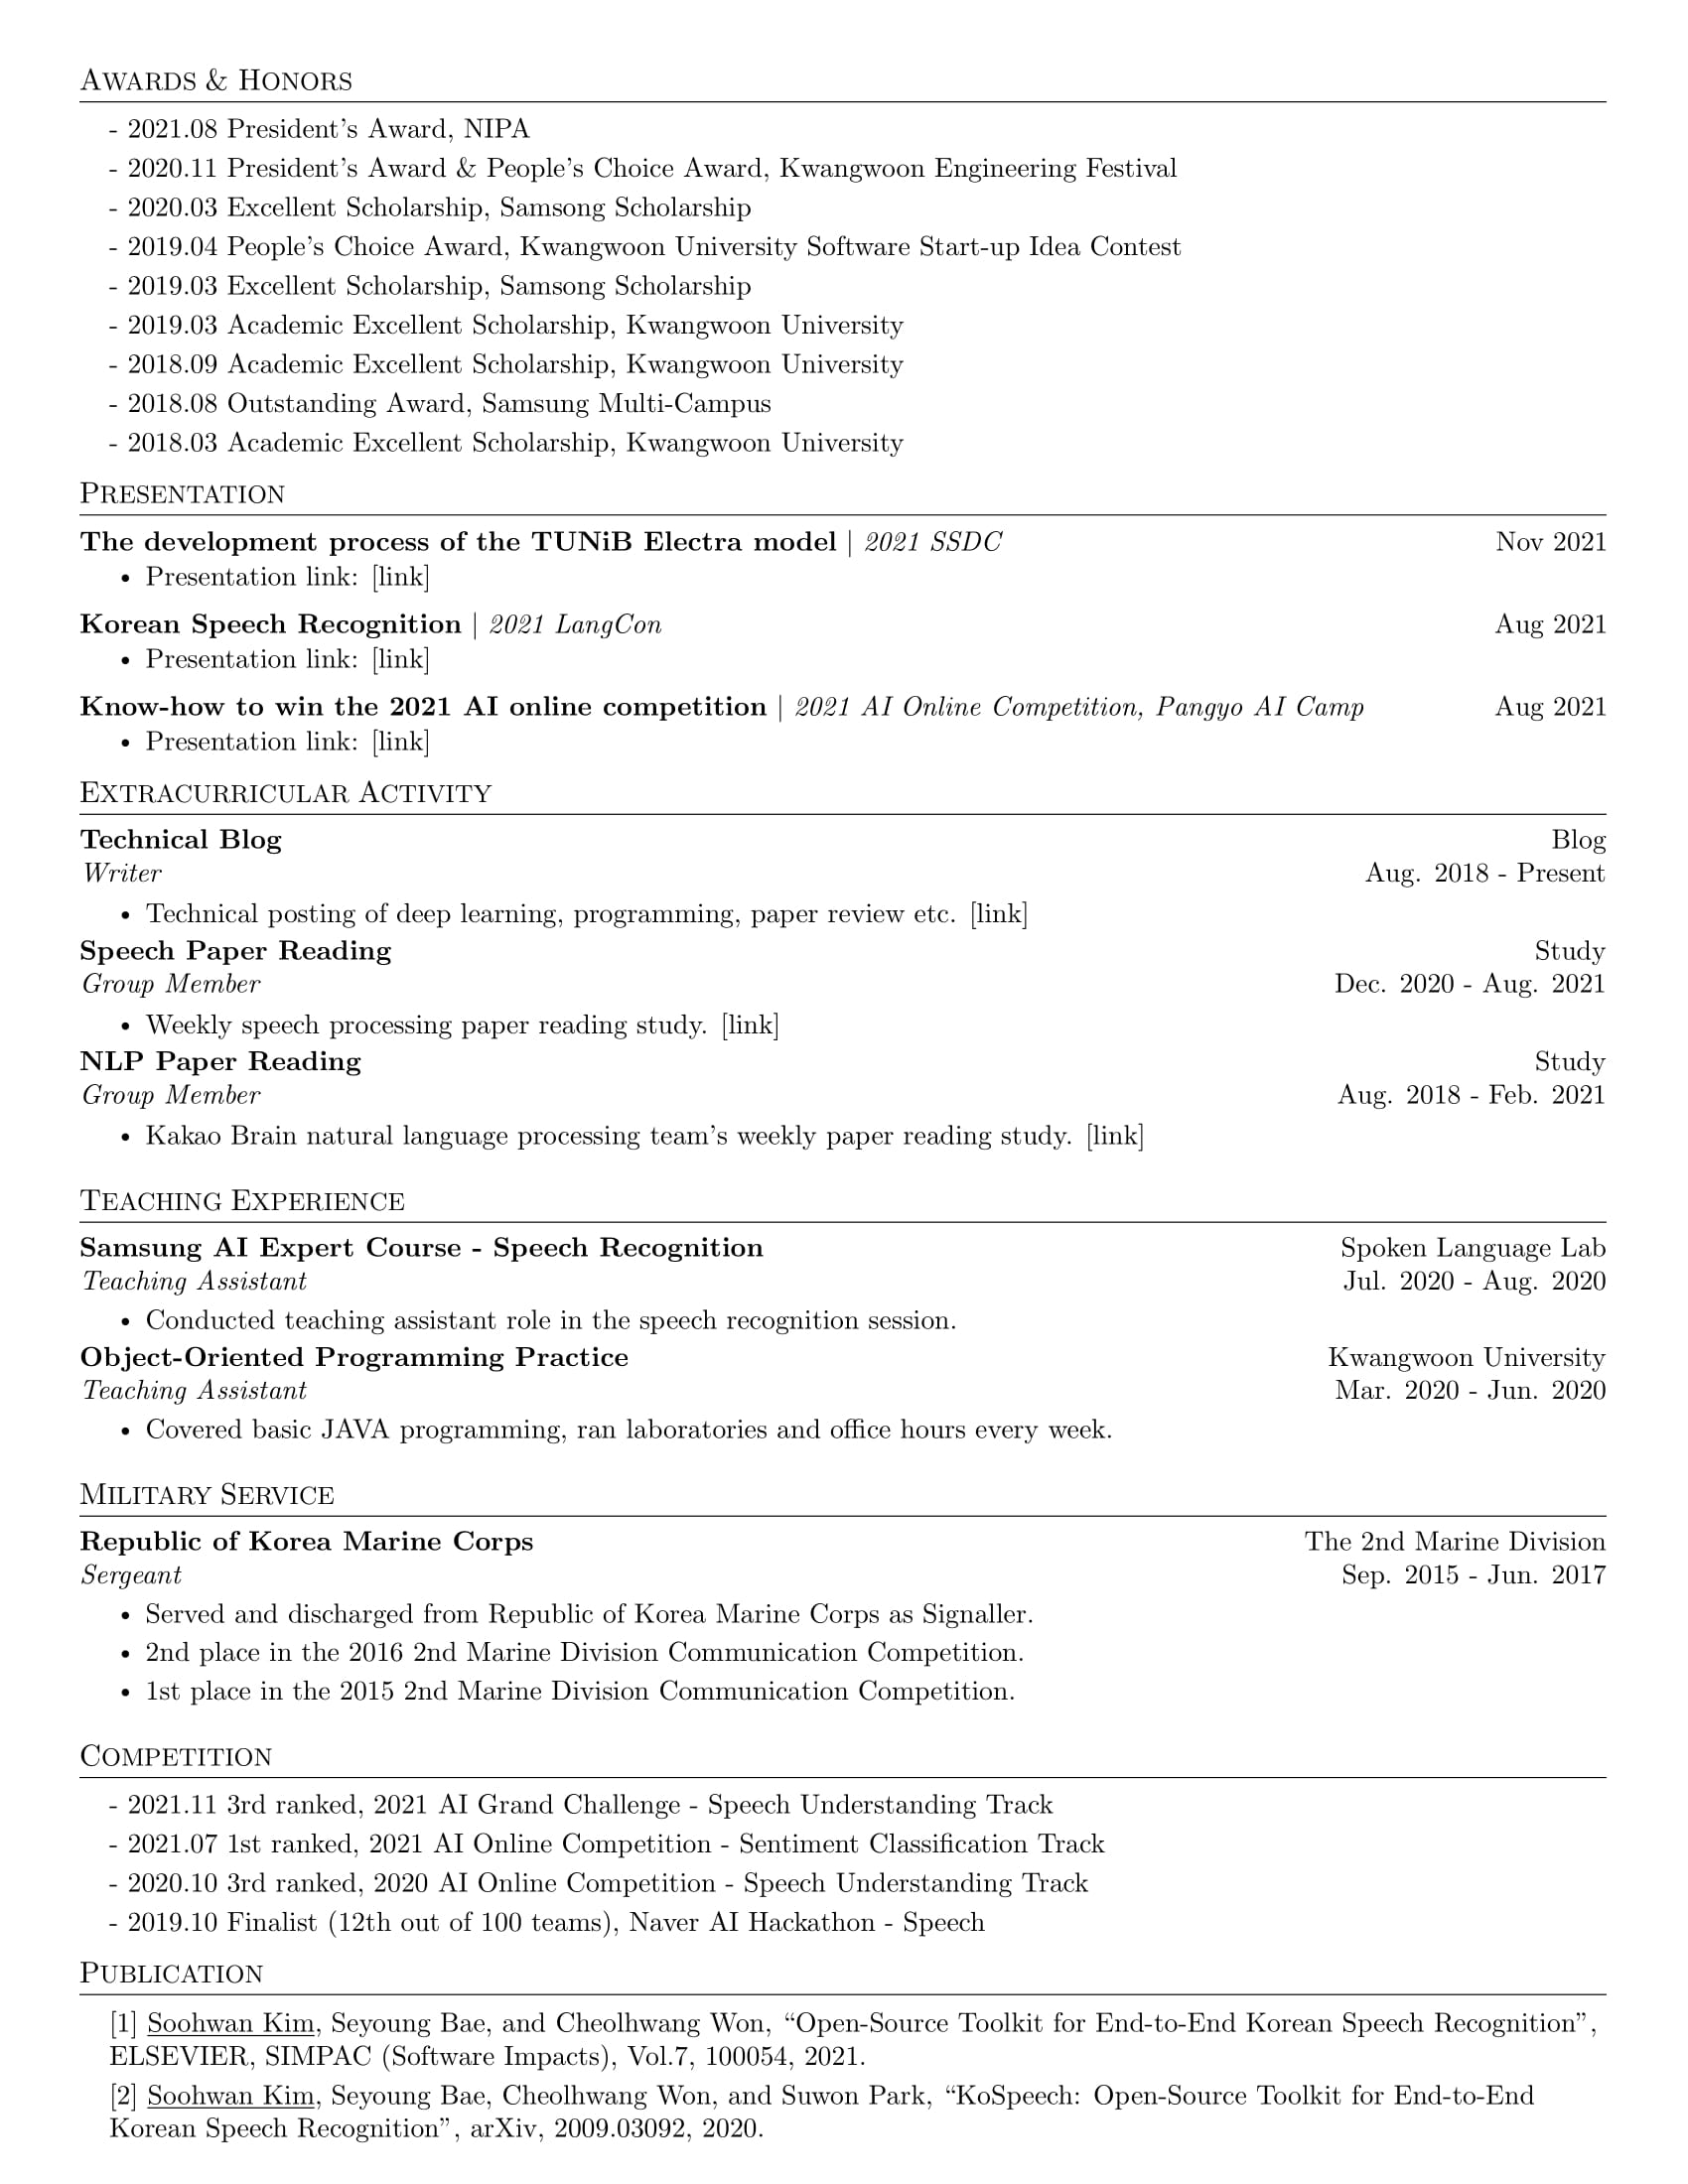 AWARDS & HONORS
- 2021.08 President's Award, NIPA
- 2020.11 President's Award & People's Choice Award, Kwangwoon Engineering Festival
- 2020.03 Excellent Scholarship, Samsong Scholarship
- 2019.04 People's Choice Award, Kwangwoon University Software Start-up Idea Contest
- 2019.03 Excellent Scholarship, Samsong Scholarship
- 2019.03 Academic Excellent Scholarship, Kwangwoon University
- 2018.09 Academic Excellent Scholarship, Kwangwoon University
- 2018.08 Outstanding Award, Samsung Multi-Campus
- 2018.03 Academic Excellent Scholarship, Kwangwoon University
PRESENTATION
The development process of the TUNiB Electra model | 2021 SSDC Nov 2021
• Presentation link: [link]
Korean Speech Recognition | 2021 LangCon Aug 2021
• Presentation link: [link]
Know-how to win the 2021 AI online competition | 2021 AI Online Competition, Pangyo AI Camp Aug 2021
• Presentation link: [link]
EXTRACURRICULAR ACTIVITY
Technical Blog Blog
Writer Aug. 2018 - Present
• Technical posting of deep learning, programming, paper review etc. [link]
Speech Paper Reading Study
Group Member Dec. 2020 - Aug. 2021
• Weekly speech processing paper reading study. [link]
NLP Paper Reading Study
Group Member Aug. 2018 - Feb. 2021
• Kakao Brain natural language processing team's weekly paper reading study. [link]
TEACHING EXPERIENCE
Samsung AI Expert Course - Speech Recognition Spoken Language Lab
Teaching Assistant Jul. 2020 - Aug. 2020
• Conducted teaching assistant role in the speech recognition session.
Object-Oriented Programming Practice Kwangwoon University
Teaching Assistant Mar. 2020 - Jun. 2020
• Covered basic JAVA programming, ran laboratories and office hours every week.
MILITARY SERVICE
Republic of Korea Marine Corps The 2nd Marine Division
Sergeant Sep. 2015 - Jun. 2017
• Served and discharged from Republic of Korea Marine Corps as Signaller.
• 2nd place in the 2016 2nd Marine Division Communication Competition.
• 1st place in the 2015 2nd Marine Division Communication Competition.
COMPETITION
- 2021.11 3rd ranked, 2021 AI Grand Challenge - Speech Understanding Track
- 2021.07 1st ranked, 2021 AI Online Competition - Sentiment Classification Track
- 2020.10 3rd ranked, 2020 AI Online Competition - Speech Understanding Track
- 2019.10 Finalist (12th out of 100 teams), Naver AI Hackathon - Speech
PUBLICATION
[1] Soohwan Kim, Seyoung Bae, and Cheolhwang Won, “Open-Source Toolkit for End-to-End Korean Speech Recognition”,
ELSEVIER, SIMPAC (Software Impacts), Vol.7, 100054, 2021.
[2] Soohwan Kim, Seyoung Bae, Cheolhwang Won, and Suwon Park, “KoSpeech: Open-Source Toolkit for End-to-End
Korean Speech Recognition”, arXiv, 2009.03092, 2020.